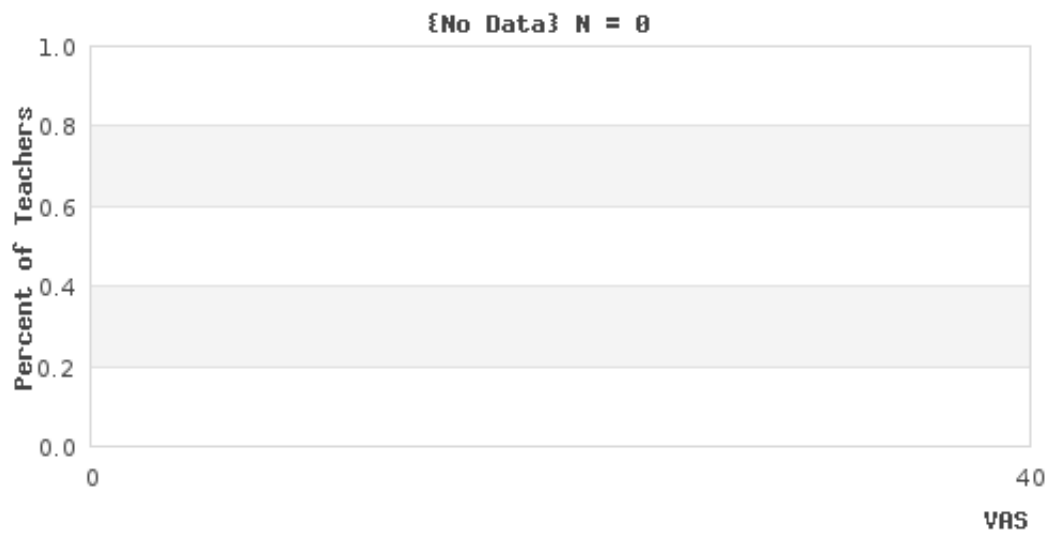 {No Data} N = 0
1.0
0.8
0.6
0.4
0.2
0.0
Percent of Teachers
0 40
VAS